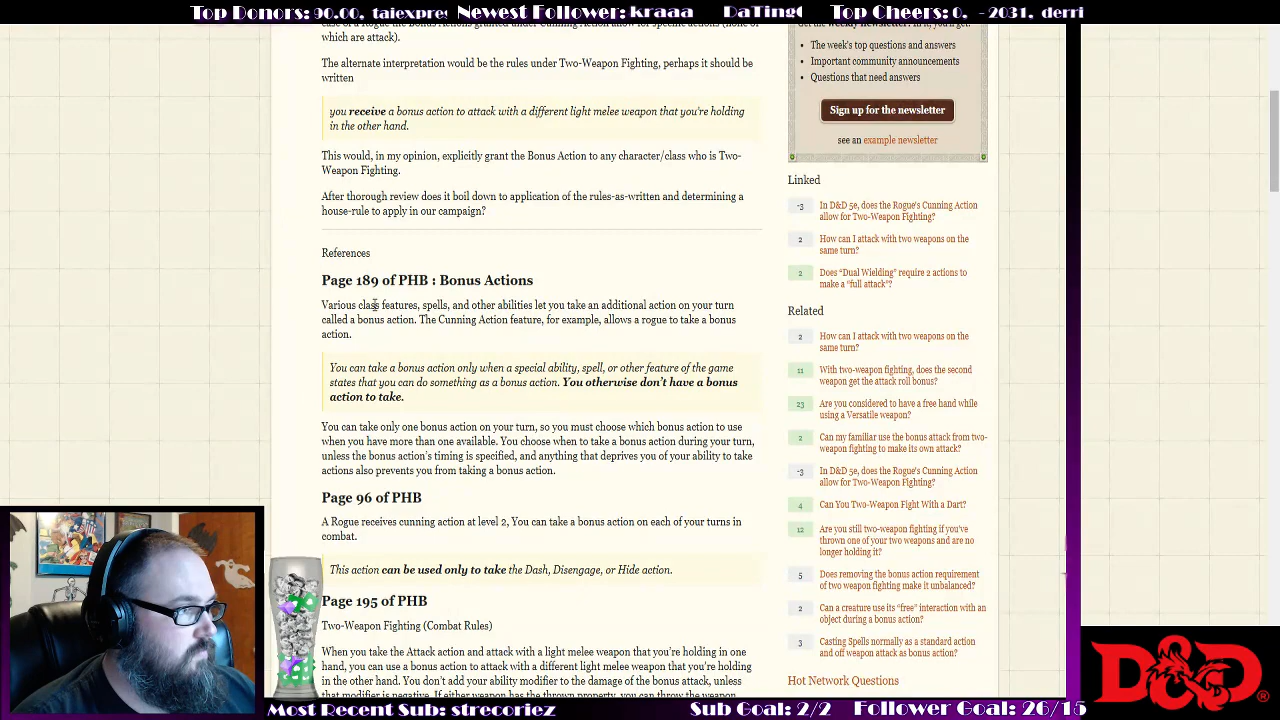 Top Donors: 90.00, taiexpres Newest Follower: kraaa DaTingG Top Cheers: 0, - 2031, derri
case of a Rogue the Bonus Actions granted under Cunning Action allow for specific actions (none of
which are attack).
The alternate interpretation would be the rules under Two-Weapon Fighting, perhaps it should be
written
you receive a bonus action to attack with a different light melee weapon that you're holding
in the other hand.
This would, in my opinion, explicitly grant the Bonus Action to any character/class who is Two-
Weapon Fighting.
After thorough review does it boil down to application of the rules-as-written and determining a
house-rule to apply in our campaign?
References
Page 189 of PHB : Bonus Actions
Various class features, spells, and other abilities let you take an additional action on your turn
called a bonus action. The Cunning Action feature, for example, allows a rogue to take a bonus
action.
You can take a bonus action only when a special ability, spell, or other feature of the game
states that you can do something as a bonus action. You otherwise don't have a bonus
action to take.
You can take only one bonus action on your turn, so you must choose which bonus action to use
when you have more than one available. You choose when to take a bonus action during your turn,
unless the bonus action's timing is specified, and anything that deprives you of your ability to take
actions also prevents you from taking a bonus action.
Page 96 of PHB
A Rogue receives cunning action at level 2, You can take a bonus action on each of your turns in
combat.
This action can be used only to take the Dash, Disengage, or Hide action.
Page 195 of PHB
Two-Weapon Fighting (Combat Rules)
When you take the Attack action and attack with a light melee weapon that you're holding in one
hand, you can use a bonus action to attack with a different light melee weapon that you're holding
in the other hand. You don't add your ability modifier to the damage of the bonus attack, unless
that modifier is negative. If either weapon has the thrown property, you can throw the weapon
Get the weekly newsletter! In it, you'll get:
The week's top questions and answers
Important community announcements
Questions that need answers
Sign up for the newsletter
see an example newsletter
Linked
-3 In D&D 5e, does the Rogue's Cunning Action
allow for Two-Weapon Fighting?
2 How can I attack with two weapons on the
same turn?
2 Does "Dual Wielding" require 2 actions to
make a "full attack"?
Related
2 How can I attack with two weapons on the
same turn?
11 With two-weapon fighting, does the second
weapon get the attack roll bonus?
23 Are you considered to have a free hand while
using a Versatile weapon?
2 Can my familiar use the bonus attack from two-
weapon fighting to make its own attack?
-3 In D&D 5e, does the Rogue's Cunning Action
allow for Two-Weapon Fighting?
4 Can You Two-Weapon Fight With a Dart?
12 Are you still two-weapon fighting if you've
thrown one of your two weapons and are no
longer holding it?
5 Does removing the bonus action requirement
of two weapon fighting make it unbalanced?
2 Can a creature use its "free" interaction with an
object during a bonus action?
3 Casting Spells normally as a standard action
and off weapon attack as bonus action?
Hot Network Questions
D&D
Most Recent Sub: strecoriez Sub Goal: 2/2 Follower Goal: 26/15